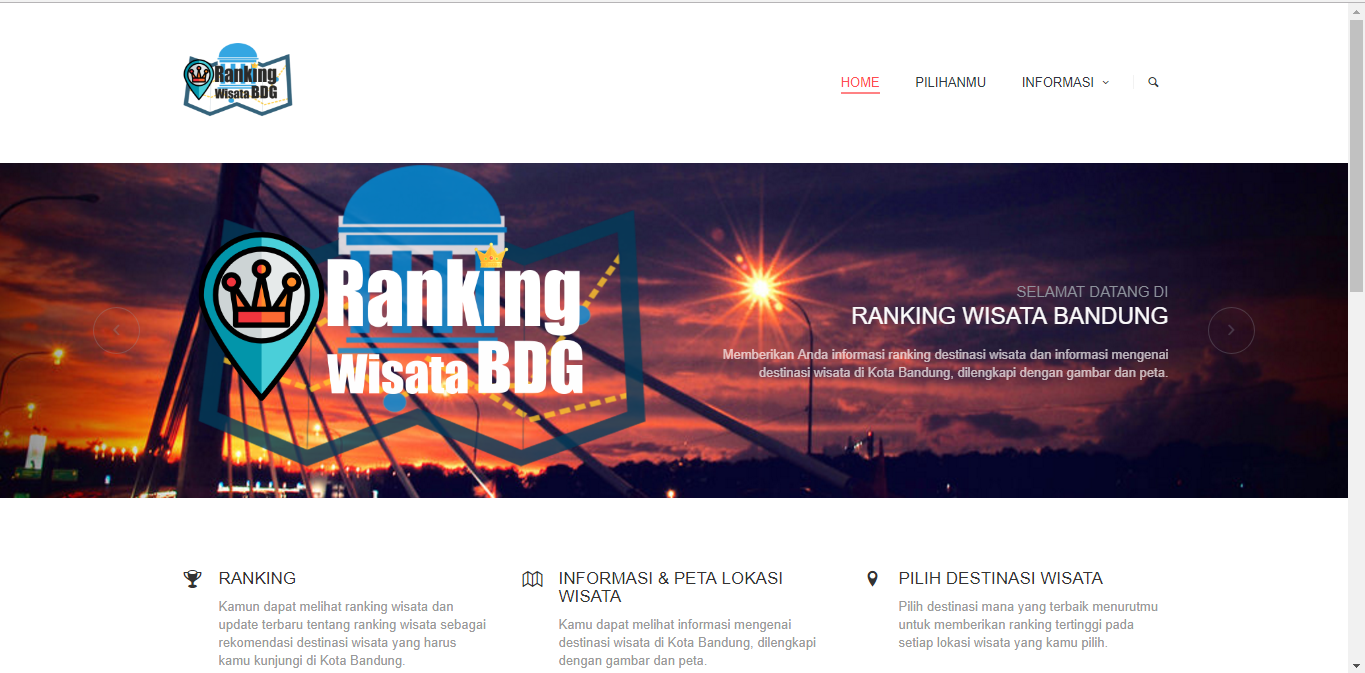 Ranking
Wisata BDG
HOME
PILIHANMU
INFORMASI
Ranking
Wisata BDG
SELAMAT DATANG DI
RANKING WISATA BANDUNG
Memberikan Anda informasi ranking destinasi wisata dan informasi mengenai
destinasi wisata di Kota Bandung, dilengkapi dengan gambar dan peta.
RANKING
Kamun dapat melihat ranking wisata dan
update terbaru tentang ranking wisata sebagai
rekomendasi destinasi wisata yang harus
kamu kunjungi di Kota Bandung.
INFORMASI & PETA LOKASI
WISATA
Kamu dapat melihat informasi mengenai
destinasi wisata di Kota Bandung, dilengkapi
dengan gambar dan peta.
PILIH DESTINASI WISATA
Pilih destinasi mana yang terbaik menurutmu
untuk memberikan ranking tertinggi pada
setiap lokasi wisata yang kamu pilih.